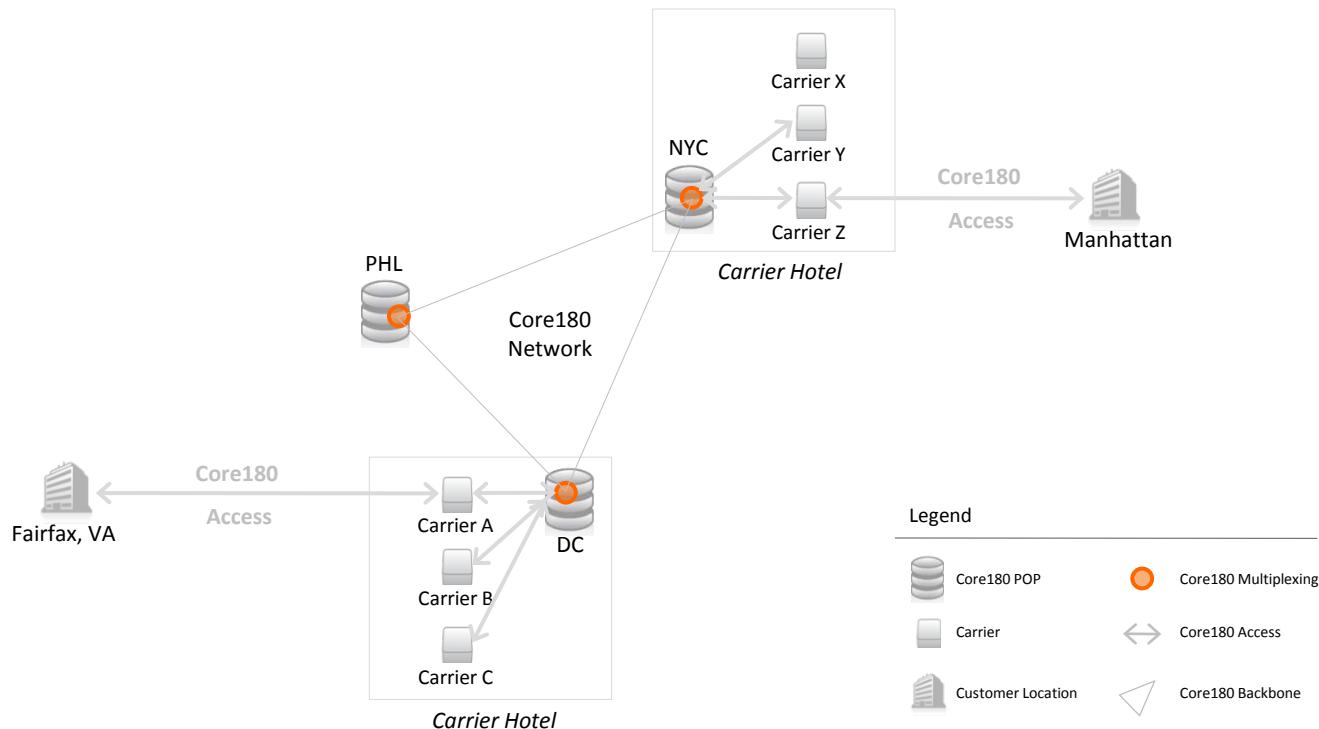 Carrier X
NYC
Carrier Y
Core180
Access
Carrier Z
Manhattan
Carrier Hotel
PHL
Core180
Network
Core180
Access
Fairfax, VA
Carrier A
DC
Carrier B
Carrier C
Carrier Hotel
Legend
Core180 POP
Core180 Multiplexing
Carrier
Core180 Access
Customer Location
Core180 Backbone